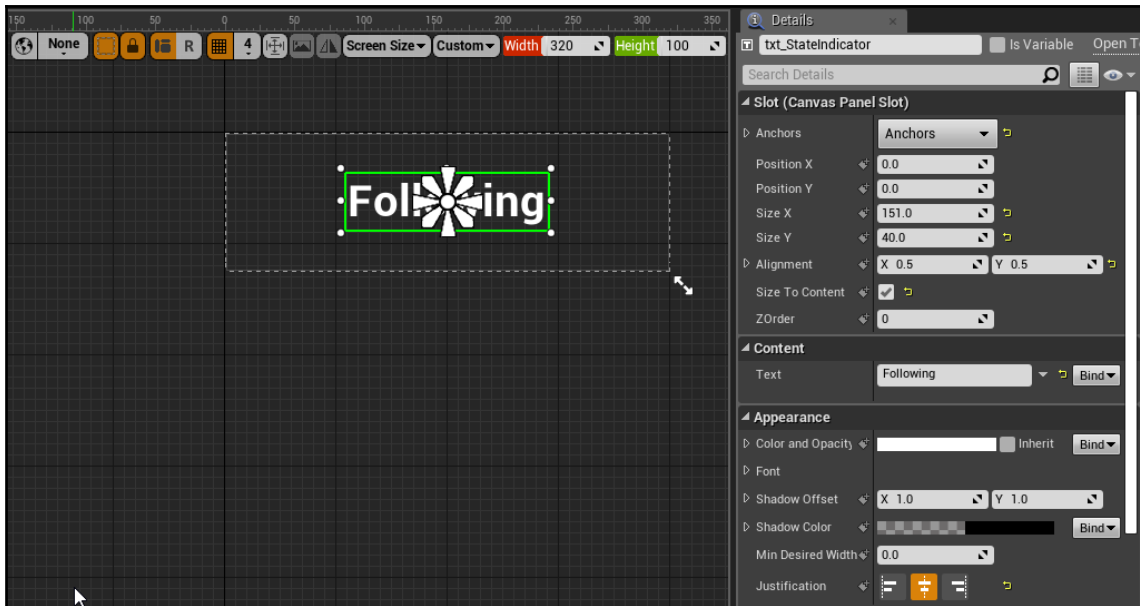 150 100 50 0 50 100 150 200 250 300 350
Details
None R 4 Screen Size Custom Width 320 Height 100
txt_StateIndicator Is Variable Open T
Search Details
Slot (Canvas Panel Slot)
Anchors Anchors
Position X 0.0
Position Y 0.0
Size X 151.0
Size Y 40.0
Alignment X 0.5 Y 0.5
Size To Content
ZOrder 0
Content
Text Following Bind
Appearance
Color and Opacity Inherit Bind
Font
Shadow Offset X 1.0 Y 1.0
Shadow Color Bind
Min Desired Width 0.0
Justification
Following